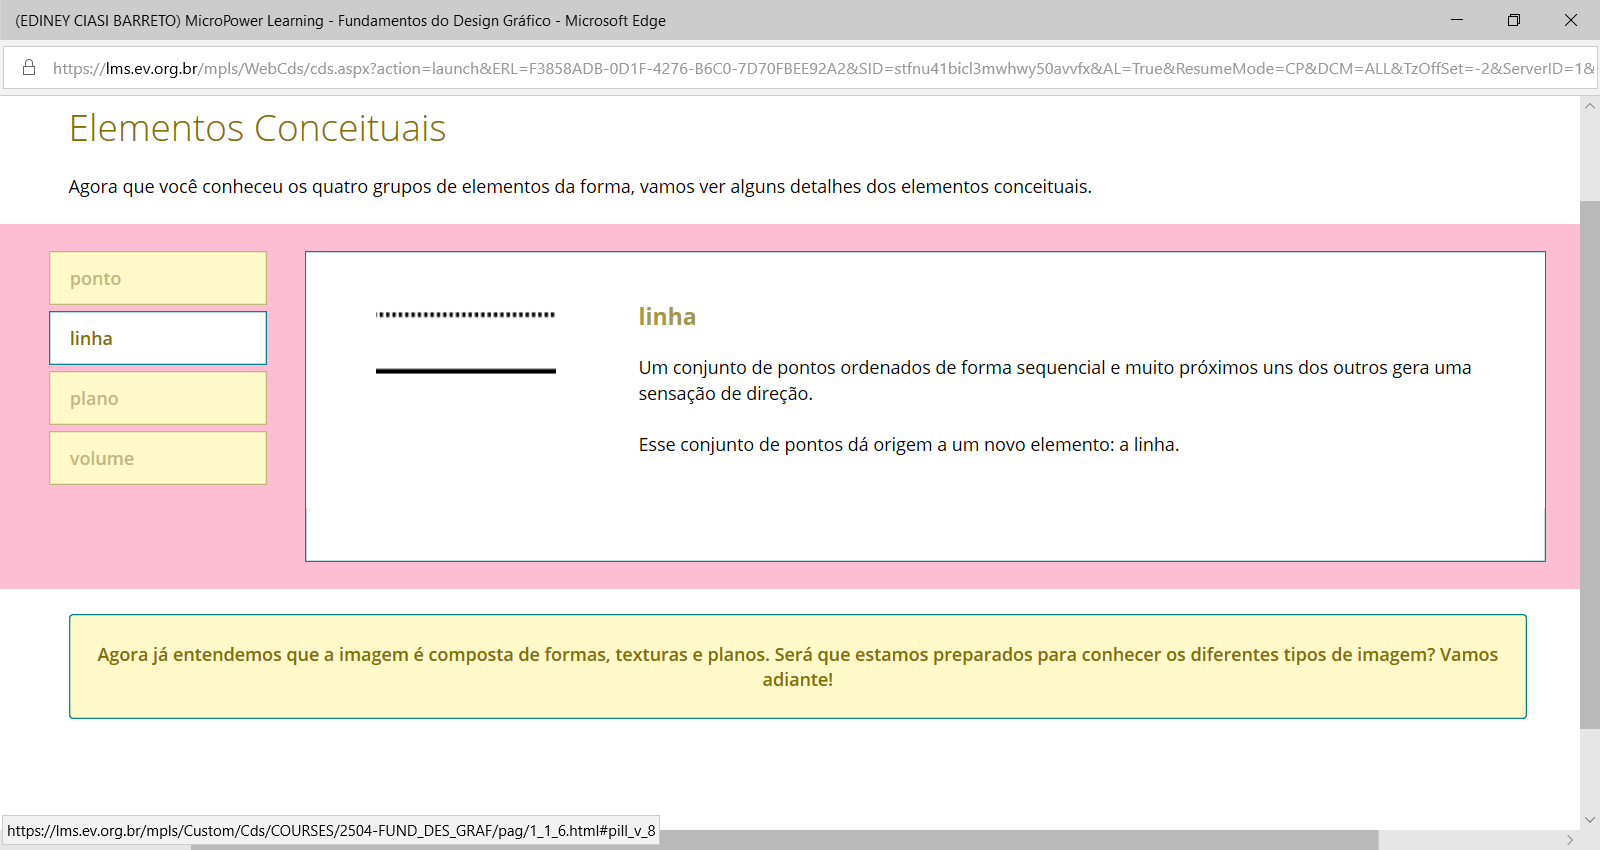 (EDINEY CIASI BARRETO) MicroPower Learning - Fundamentos do Design Gráfico - Microsoft Edge
https://lms.ev.org.br/mpls/WebCds/cds.aspx?action=launch&ERL=F3858ADB-0D1F-4276-B6C0-7D70FBEE92A2&SID=stfnu41bicl3mwhwy50avvfx&AL=True&ResumeMode=CP&DCM=ALL&TzOffSet=-2&ServerID=1&
Elementos Conceituais
Agora que você conheceu os quatro grupos de elementos da forma, vamos ver alguns detalhes dos elementos conceituais.
ponto
linha
plano
volume
linha
Um conjunto de pontos ordenados de forma sequencial e muito próximos uns dos outros gera uma
sensação de direção.
Esse conjunto de pontos dá origem a um novo elemento: a linha.
Agora já entendemos que a imagem é composta de formas, texturas e planos. Será que estamos preparados para conhecer os diferentes tipos de imagem? Vamos
adiante!
https://lms.ev.org.br/mpls/Custom/Cds/COURSES/2504-FUND_DES_GRAF/pag/1_1_6.html#pill_v_8